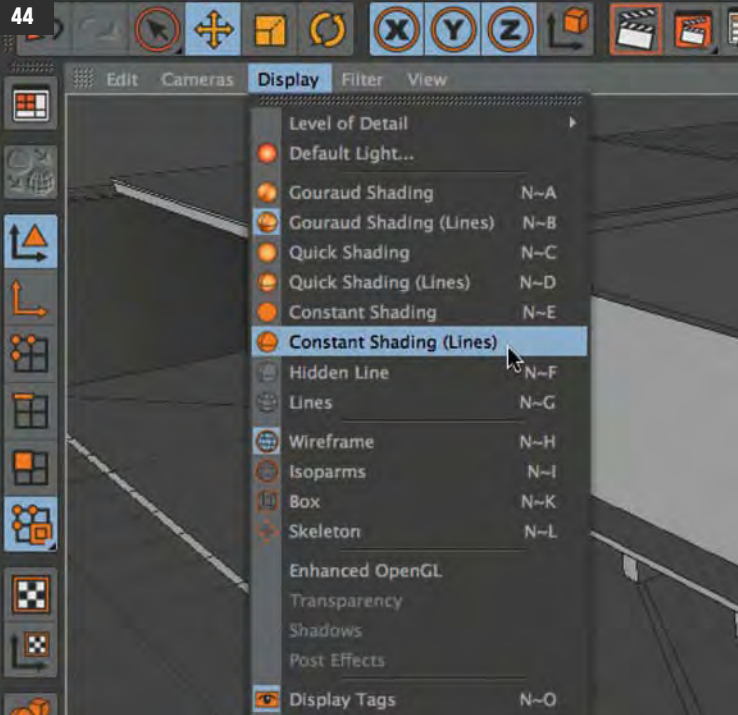 44
X Y Z
Edit Cameras Display Filter View
Level of Detail
Default Light...
Gouraud Shading N~A
Gouraud Shading (Lines) N~B
Quick Shading N~C
Quick Shading (Lines) N~D
Constant Shading N~E
Constant Shading (Lines)
Hidden Line N~F
Lines N~G
Wireframe N~H
Isoparms N~I
Box N~K
Skeleton N~L
Enhanced OpenGL
Transparency
Shadows
Post Effects
Display Tags N~O